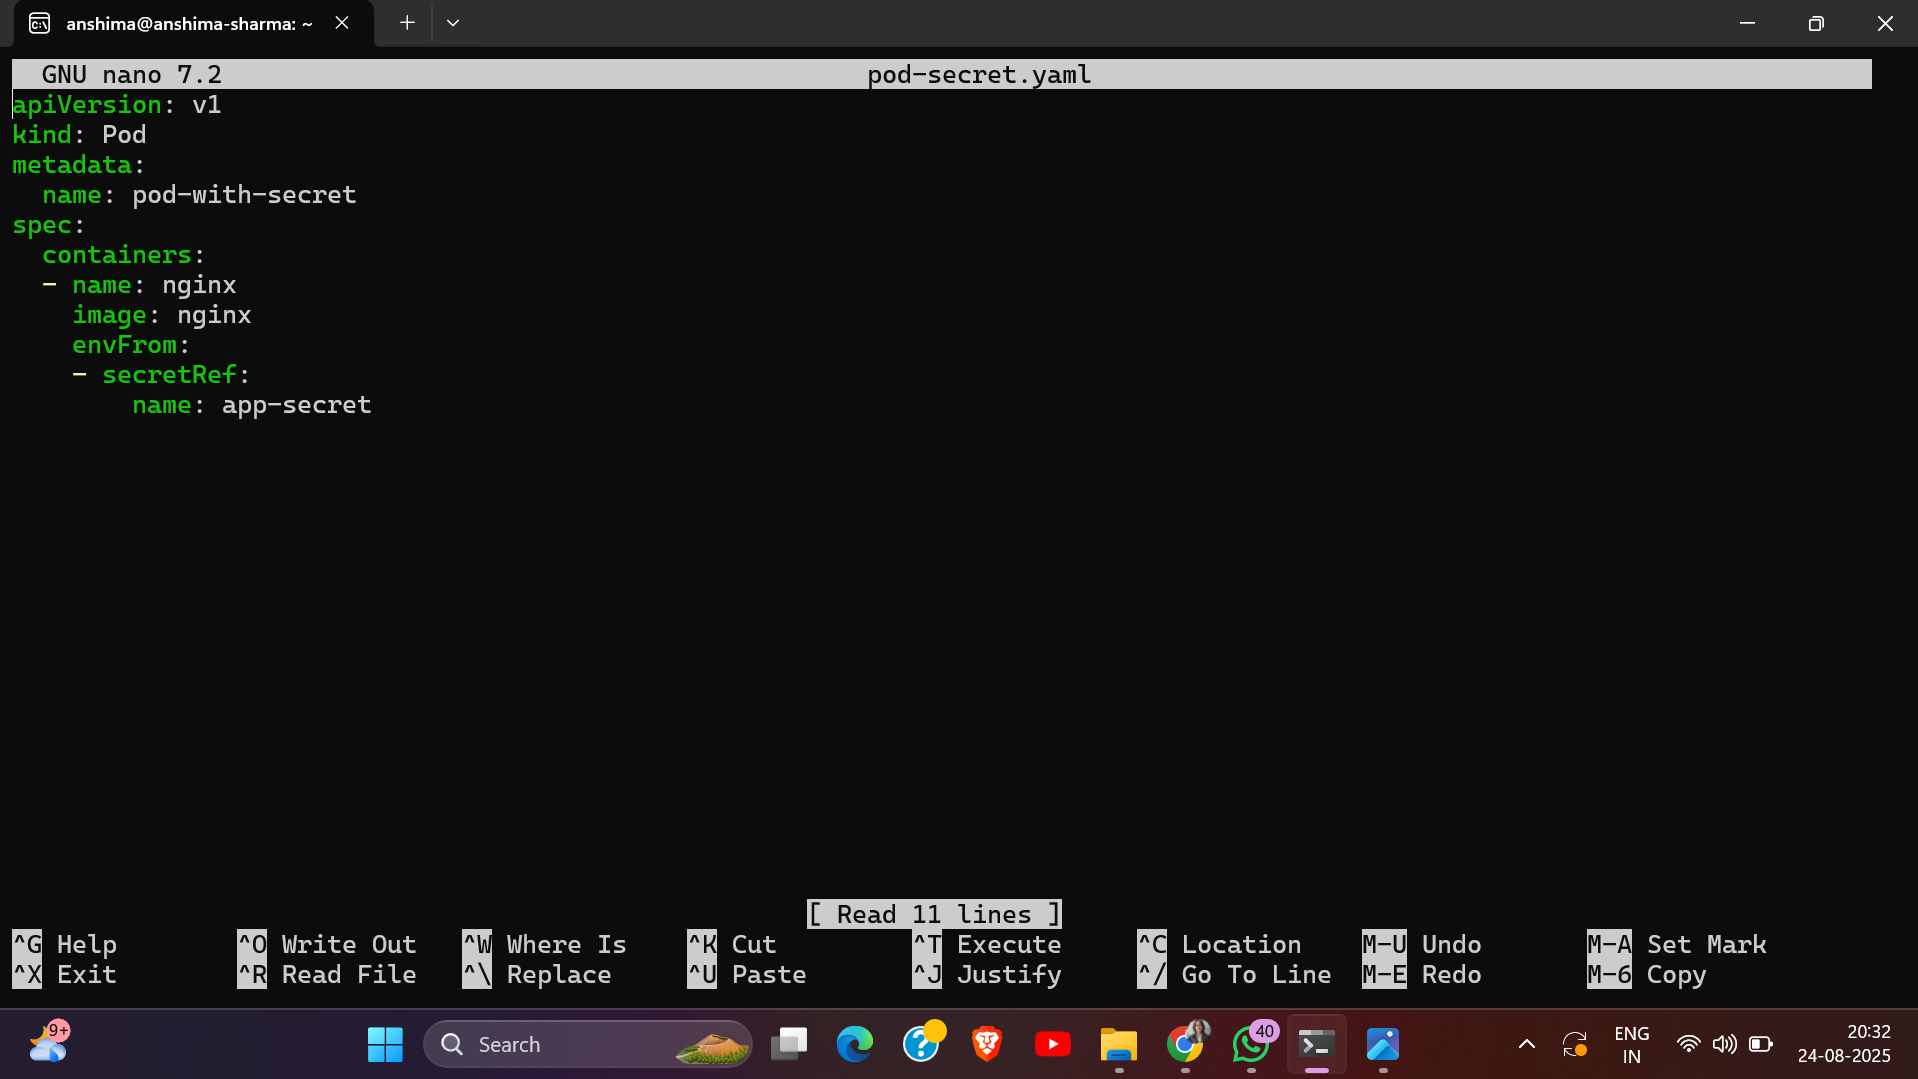 anshima@anshima-sharma: ~
GNU nano 7.2 pod-secret.yaml
apiVersion: v1
kind: Pod
metadata:
  name: pod-with-secret
spec:
  containers:
  - name: nginx
    image: nginx
    envFrom:
    - secretRef:
        name: app-secret
[ Read 11 lines ]
^G Help ^O Write Out ^W Where Is ^K Cut ^T Execute ^C Location M-U Undo M-A Set Mark
^X Exit ^R Read File ^\ Replace ^U Paste ^J Justify ^/ Go To Line M-E Redo M-6 Copy
9+ Search 40 ENG 20:32
IN 24-08-2025